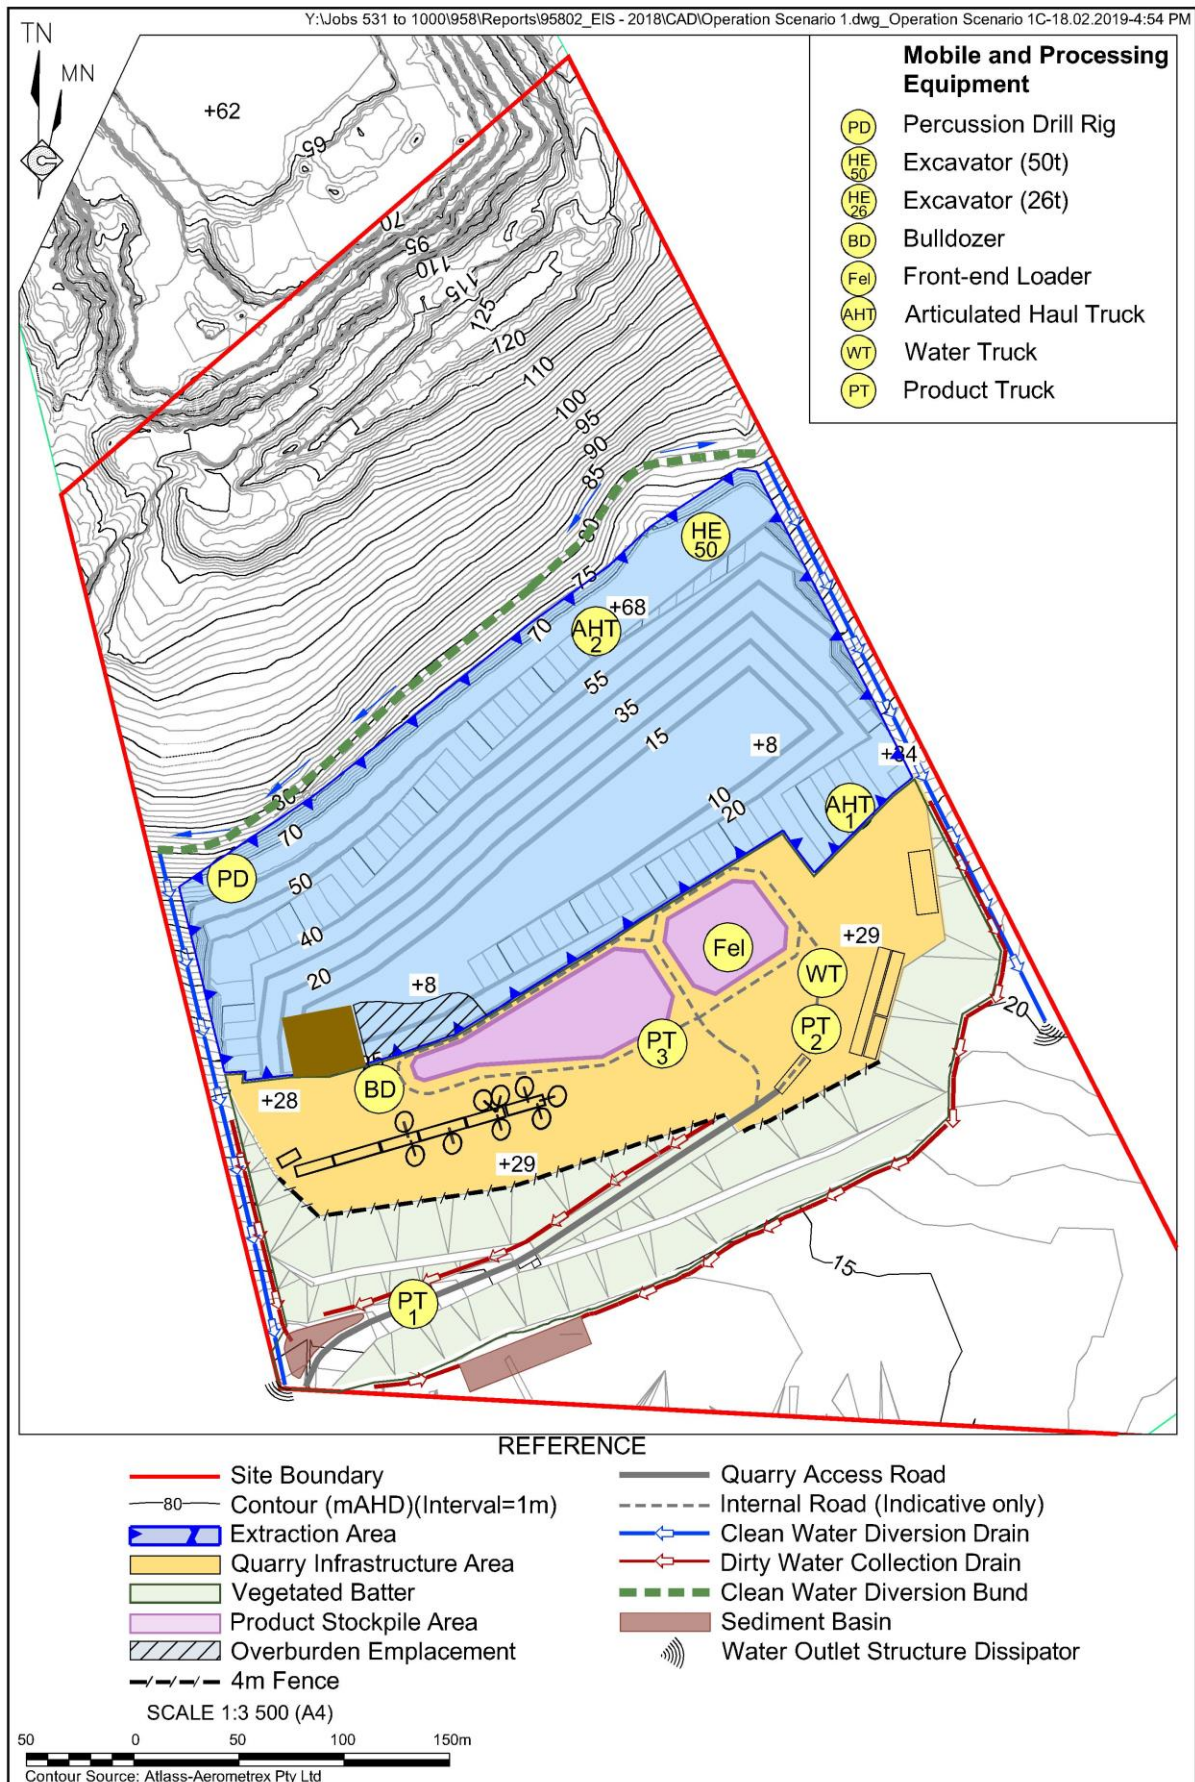 Y:\Jobs 531 to 1000\958\Reports\95802_EIS - 2018\CAD\Operation Scenario 1.dwg_Operation Scenario 1C-18.02.2019-4:54 PM
TN
MN
Mobile and Processing
Equipment
PD Percussion Drill Rig
HE 50 Excavator (50t)
HE 26 Excavator (26t)
BD Bulldozer
Fel Front-end Loader
AHT Articulated Haul Truck
WT Water Truck
PT Product Truck
+62
65
70
95
110
115
125
120
110
100
95
90
85
80
75
70
HE
50
+68
AHT
2
55
35
15
+8
+34
AHT
1
10
20
80
70
PD
50
40
20
+8
Fel
+29
WT
PT
2
PT
3
20
BD
+28
+29
15
PT
1
REFERENCE
Site Boundary
80 Contour (mAHD)(Interval=1m)
Extraction Area
Quarry Infrastructure Area
Vegetated Batter
Product Stockpile Area
Overburden Emplacement
4m Fence
Quarry Access Road
Internal Road (Indicative only)
Clean Water Diversion Drain
Dirty Water Collection Drain
Clean Water Diversion Bund
Sediment Basin
Water Outlet Structure Dissipator
SCALE 1:3 500 (A4)
50 0 50 100 150m
Contour Source: Atlass-Aerometrex Pty Ltd